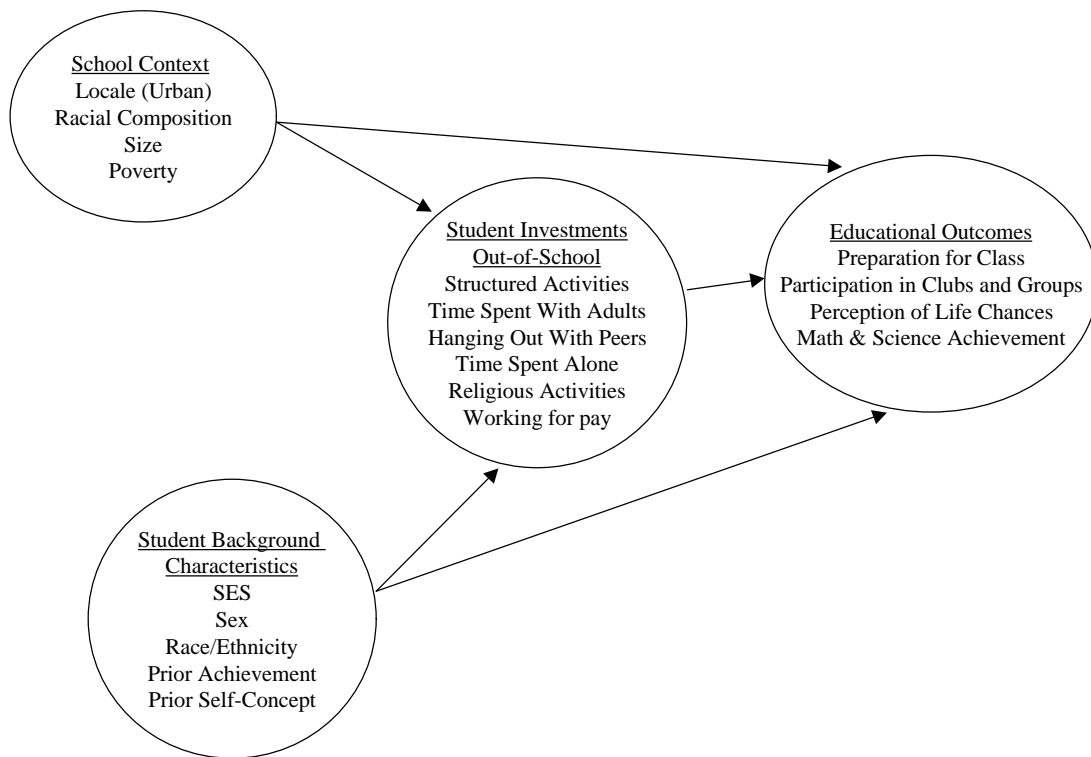 School Context
Locale (Urban)
Racial Composition
Size
Poverty
Student Investments
Out-of-School
Structured Activities
Time Spent With Adults
Hanging Out With Peers
Time Spent Alone
Religious Activities
Working for pay
Educational Outcomes
Preparation for Class
Participation in Clubs and Groups
Perception of Life Chances
Math & Science Achievement
Student Background
Characteristics
SES
Sex
Race/Ethnicity
Prior Achievement
Prior Self-Concept